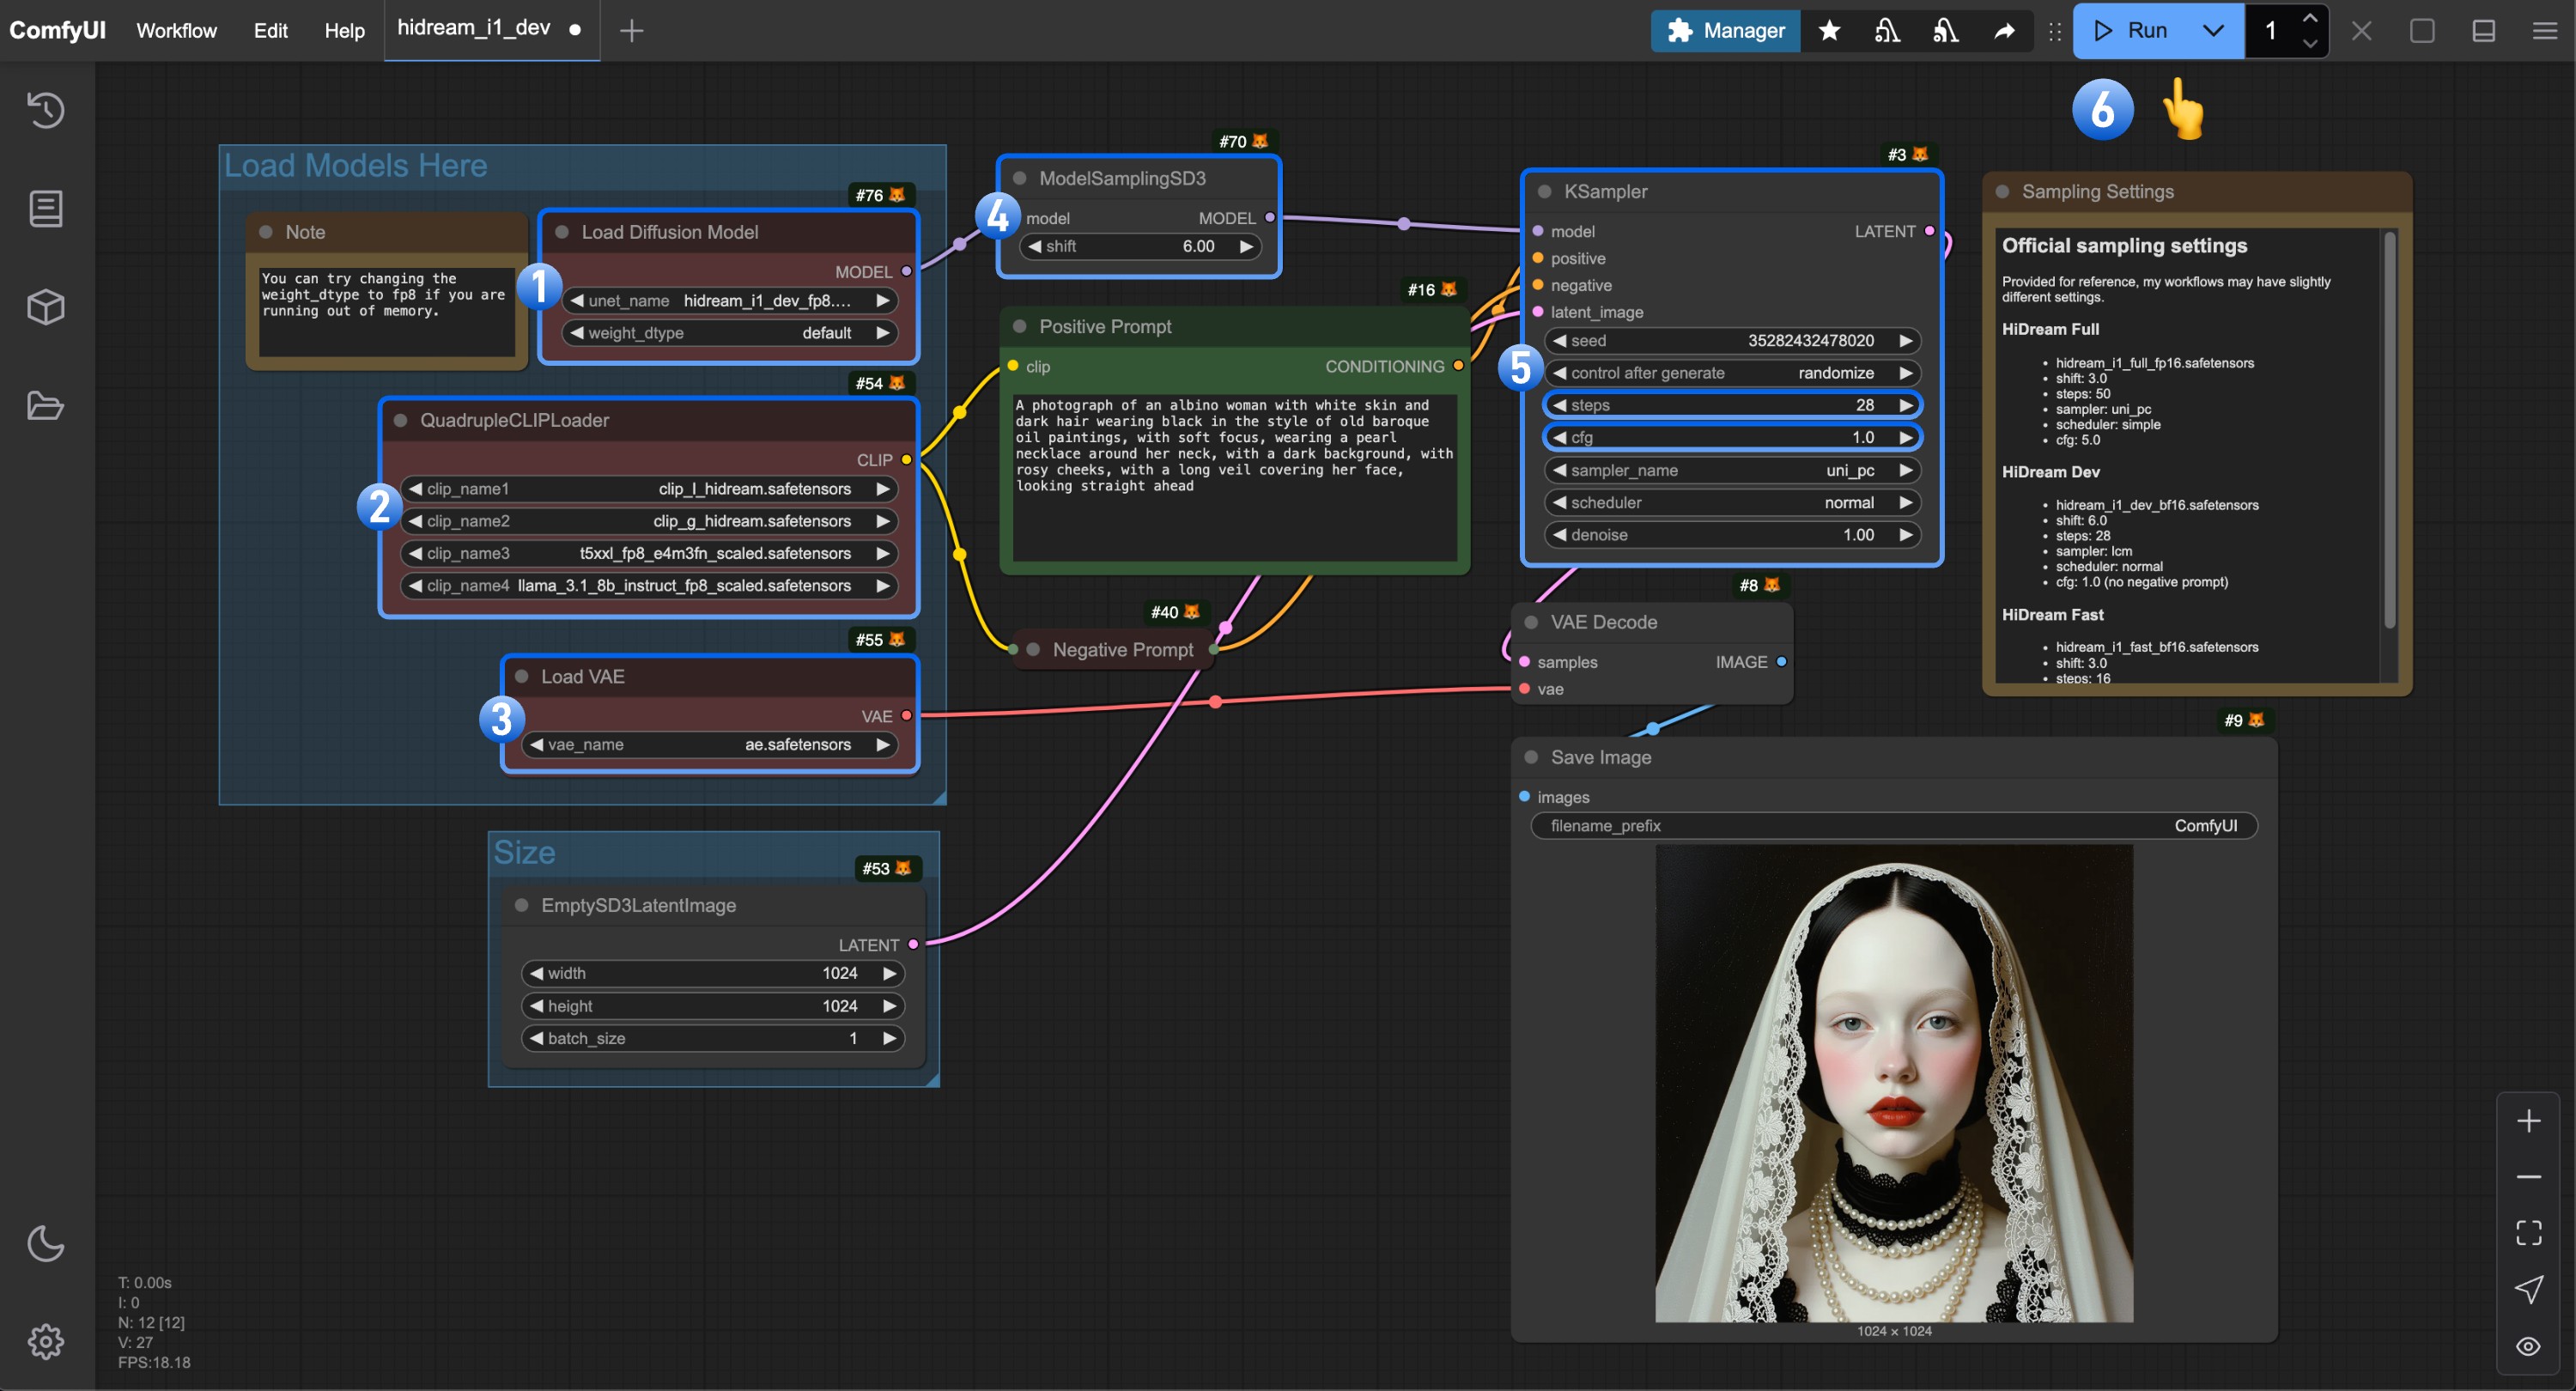 ComfyUI Workflow Edit Help hidream_i1_dev
Manager
Run
1
6
Load Models Here
#76
Note
You can try changing the
weight_dtype to fp8 if you are
running out of memory.
1
Load Diffusion Model
MODEL
unet_name hidream_i1_dev_fp8....
weight_dtype default
#54
2
QuadrupleCLIPLoader
CLIP
clip_name1 clip_l_hidream.safetensors
clip_name2 clip_g_hidream.safetensors
clip_name3 t5xxl_fp8_e4m3fn_scaled.safetensors
clip_name4 llama_3.1_8b_instruct_fp8_scaled.safetensors
#55
3
Load VAE
VAE
vae_name ae.safetensors
Size
#53
EmptySD3LatentImage
LATENT
width 1024
height 1024
batch_size 1
#70
4
ModelSamplingSD3
model MODEL
shift 6.00
#16
Positive Prompt
clip CONDITIONING
A photograph of an albino woman with white skin and
dark hair wearing black in the style of old baroque
oil paintings, with soft focus, wearing a pearl
necklace around her neck, with a dark background, with
rosy cheeks, with a long veil covering her face,
looking straight ahead
#40
Negative Prompt
#3
5
KSampler
model LATENT
positive
negative
latent_image
seed 35282432478020
control after generate randomize
steps 28
cfg 1.0
sampler_name uni_pc
scheduler normal
denoise 1.00
#8
VAE Decode
samples IMAGE
vae
Sampling Settings
Official sampling settings
Provided for reference, my workflows may have slightly
different settings.
HiDream Full
• hidream_i1_full_fp16.safetensors
• shift: 3.0
• steps: 50
• sampler: uni_pc
• scheduler: simple
• cfg: 5.0
HiDream Dev
• hidream_i1_dev_bf16.safetensors
• shift: 6.0
• steps: 28
• sampler: lcm
• scheduler: normal
• cfg: 1.0 (no negative prompt)
HiDream Fast
• hidream_i1_fast_bf16.safetensors
• shift: 3.0
• steps: 16
#9
Save Image
images
filename_prefix ComfyUI
1024 × 1024
T: 0.00s
I: 0
N: 12 [12]
V: 27
FPS:18.18